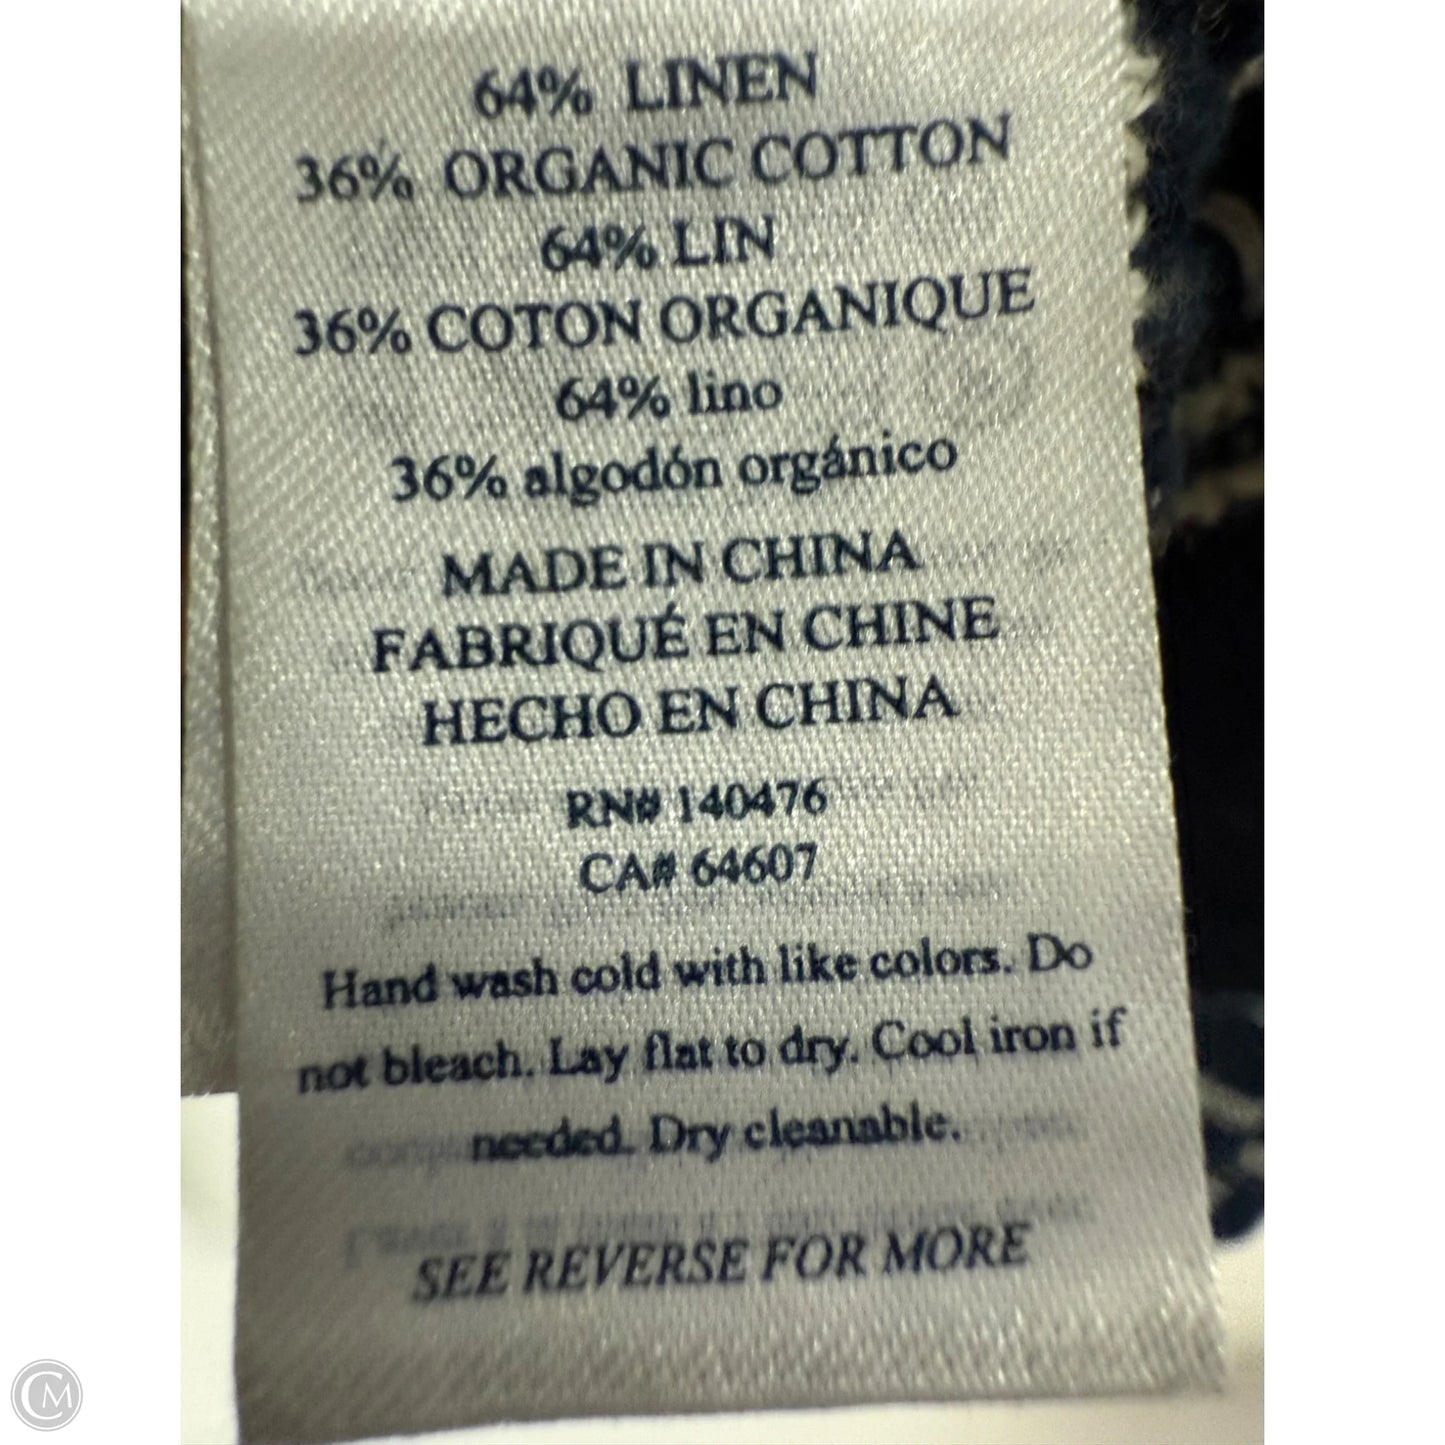 64% LINEN
36% ORGANIC COTTON
64% LIN
36% COTON ORGANIQUE
64% lino
36% algodón orgánico
MADE IN CHINA
FABRIQUÉ EN CHINE
HECHO EN CHINA
RN# 140476
CA# 64607
Hand wash cold with like colors. Do
not bleach. Lay flat to dry. Cool iron if
needed. Dry cleanable.
SEE REVERSE FOR MORE
CM